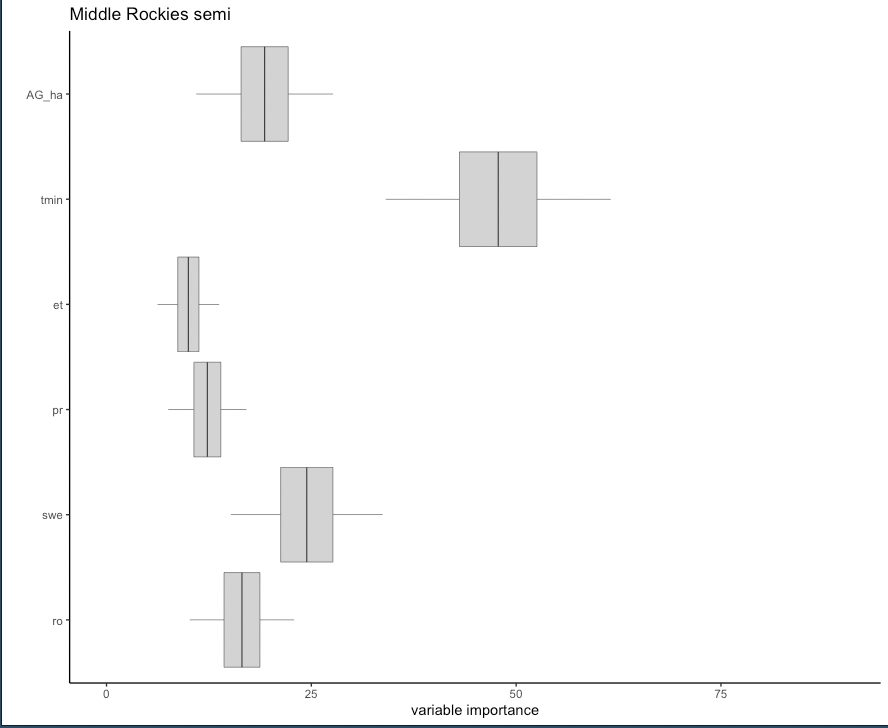 Middle Rockies semi
AG_ha
tmin
et
pr
swe
ro
0 25 50 75
variable importance